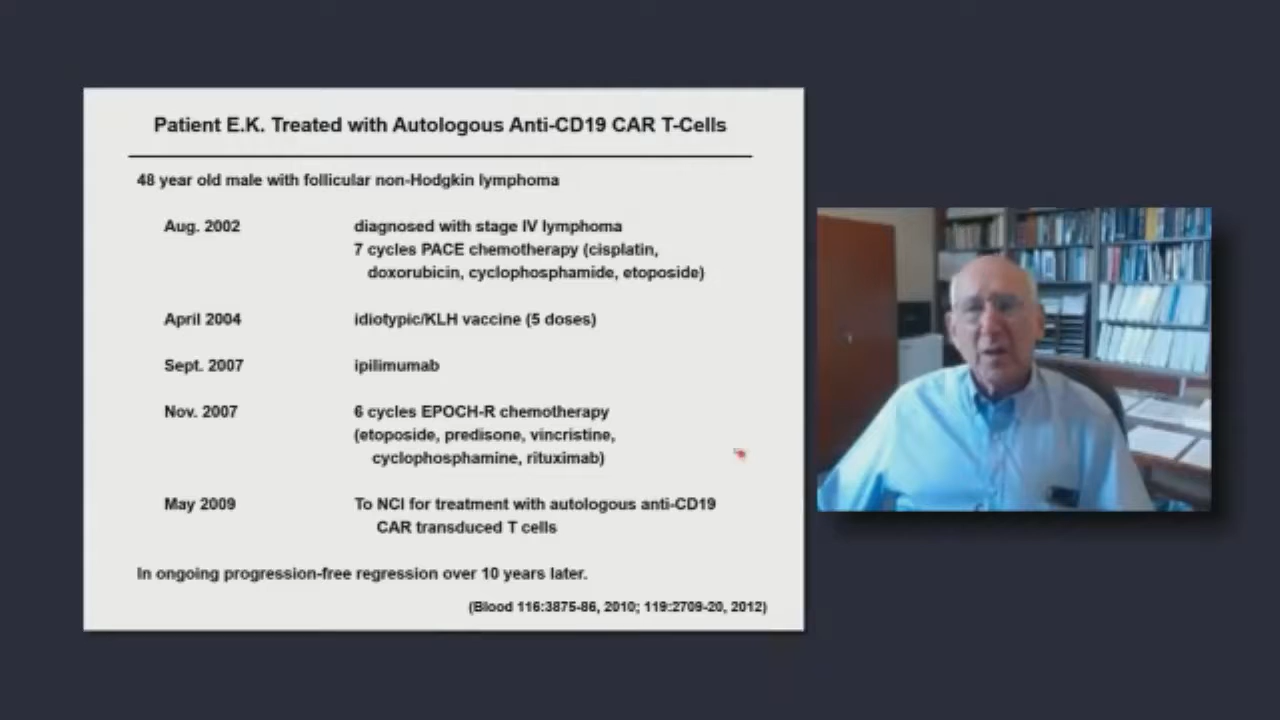 Patient E.K. Treated with Autologous Anti-CD19 CAR T-Cells
48 year old male with follicular non-Hodgkin lymphoma
Aug. 2002 diagnosed with stage IV lymphoma
7 cycles PACE chemotherapy (cisplatin,
doxorubicin, cyclophosphamide, etoposide)
April 2004 idiotypic/KLH vaccine (5 doses)
Sept. 2007 ipilimumab
Nov. 2007 6 cycles EPOCH-R chemotherapy
(etoposide, predisone, vincristine,
cyclophosphamine, rituximab)
May 2009 To NCI for treatment with autologous anti-CD19
CAR transduced T cells
In ongoing progression-free regression over 10 years later.
(Blood 116:3875-86, 2010; 119:2709-20, 2012)